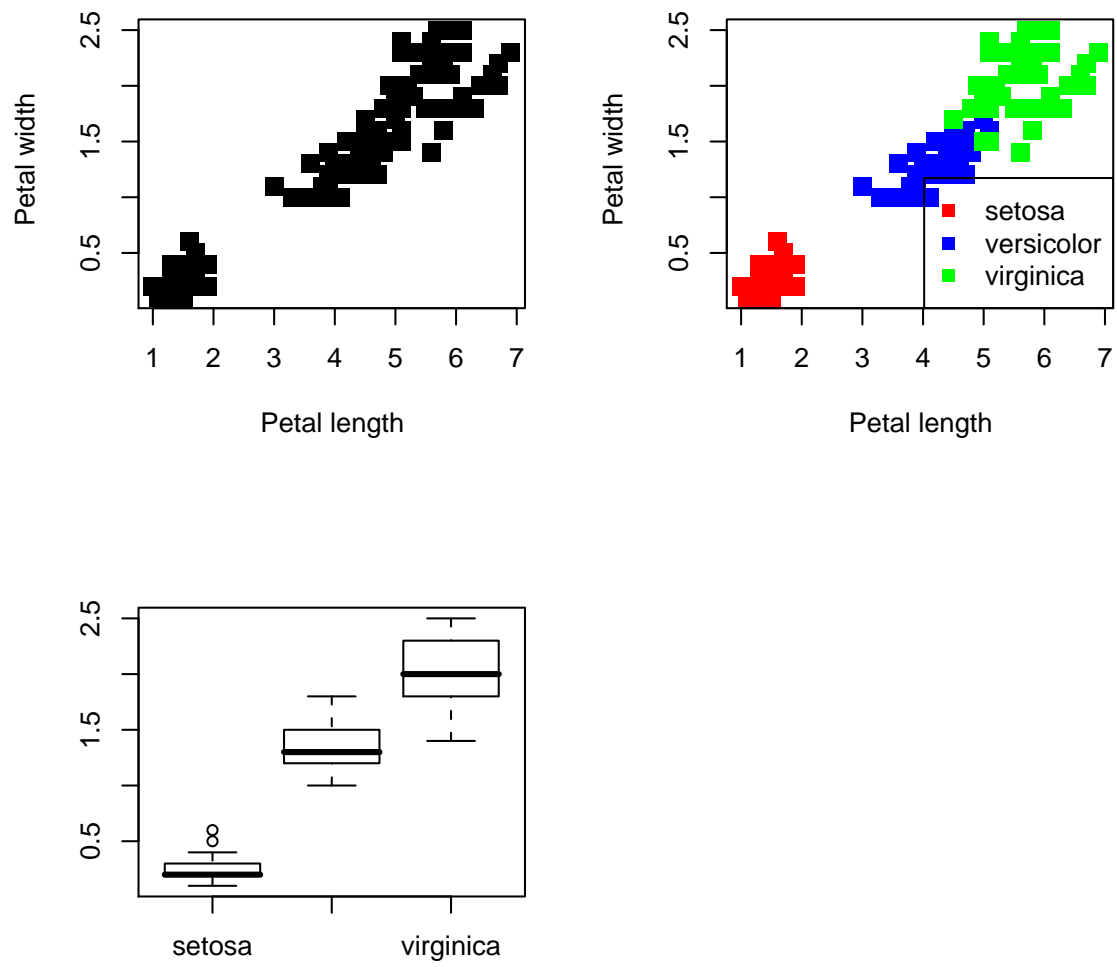 2.5
1.5
0.5
Petal width
1 2 3 4 5 6 7
Petal length
2.5
1.5
0.5
Petal width
setosa
versicolor
virginica
1 2 3 4 5 6 7
Petal length
2.5
1.5
0.5
setosa virginica